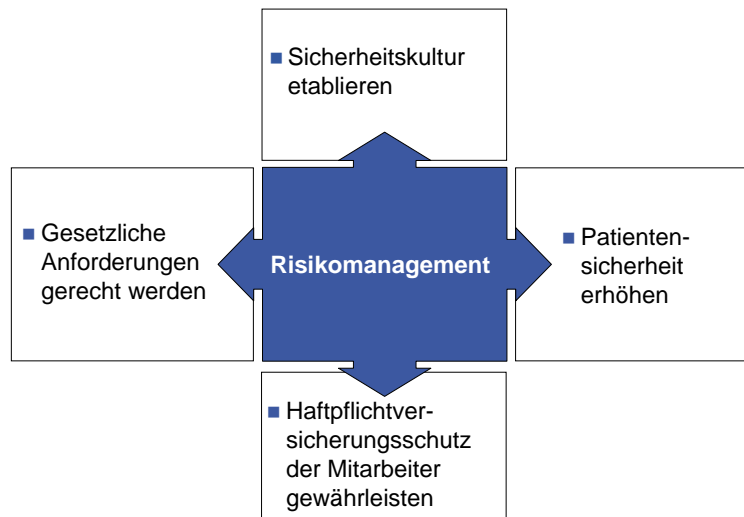 Sicherheitskultur
etablieren
Gesetzliche
Anforderungen
gerecht werden
Risikomanagement
Patienten-
sicherheit
erhöhen
Haftpflichtver-
sicherungsschutz
der Mitarbeiter
gewährleisten